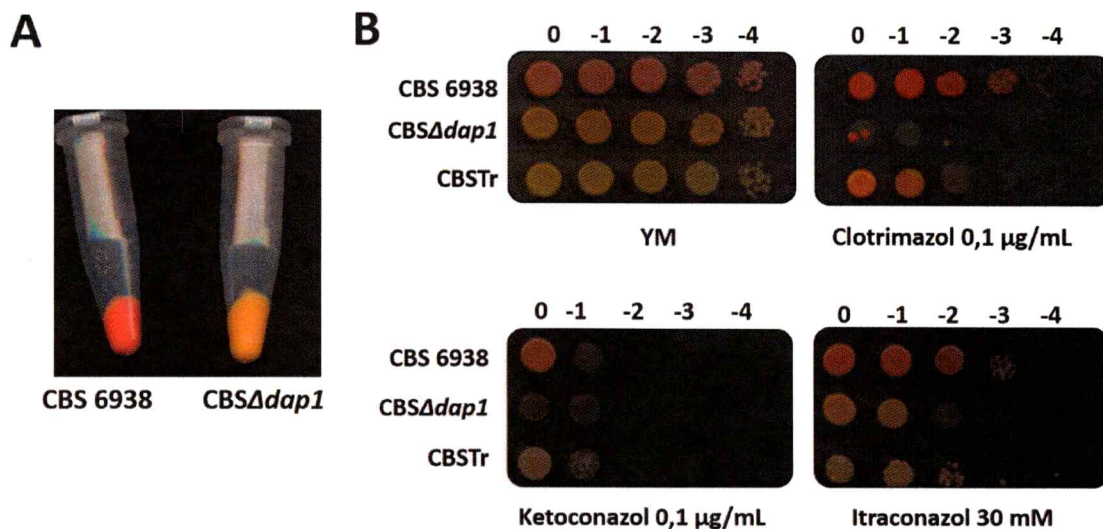 A
CBS 6938 CBSΔdap1
B
0 -1 -2 -3 -4
CBS 6938
CBSΔdap1
CBSTr
YM
0 -1 -2 -3 -4
Clotrimazol 0,1 µg/mL
0 -1 -2 -3 -4
CBS 6938
CBSΔdap1
CBSTr
Ketoconazol 0,1 µg/mL
0 -1 -2 -3 -4
Itraconazol 30 mM